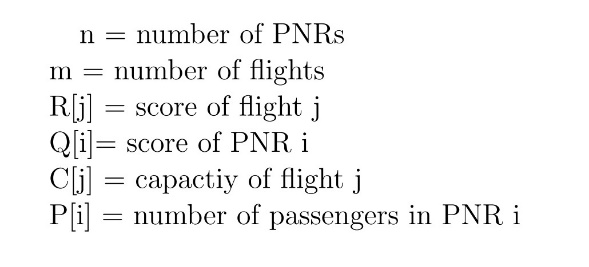 n = number of PNRs
m = number of flights
R[j] = score of flight j
Q[i]= score of PNR i
C[j] = capactiy of flight j
P[i] = number of passengers in PNR i